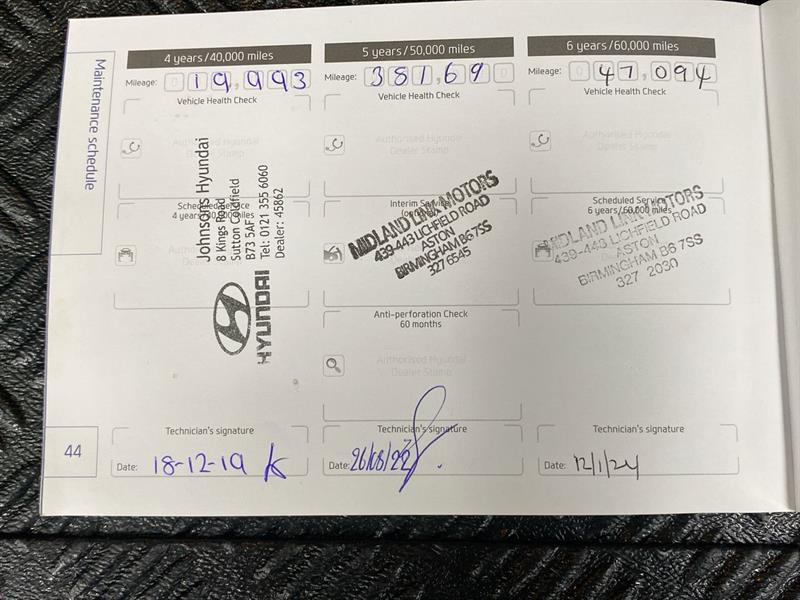 Maintenance schedule
44
4 years/40,000 miles
Mileage: 019,993
Vehicle Health Check
Authorised Hyundai
Dealer Stamp
Scheduled Service
4 years/40,000 miles
Johnsons Hyundai
8 Kings Road
Sutton Coldfield
B73 5AF
Tel: 0121 355 6060
Dealer: 45862
HYUNDAI
Technician's signature
Date: 18-12-19
5 years/50,000 miles
Mileage: 38169
Vehicle Health Check
Authorised Hyundai
Dealer Stamp
Interim Service
MIDLAND LINK MOTORS
439-443 LICHFIELD ROAD
ASTON
BIRMINGHAM B6 7SS
327 6545
Anti-perforation Check
60 months
Authorised Hyundai
Dealer Stamp
Technician's signature
Date: 26/08/22
6 years/60,000 miles
Mileage: 047,094
Vehicle Health Check
Authorised Hyundai
Dealer Stamp
Scheduled Service
6 years/60,000 miles
MIDLAND LINK MOTORS
439-443 LICHFIELD ROAD
ASTON
BIRMINGHAM B6 7SS
327 2030
Technician's signature
Date: 12/1/24